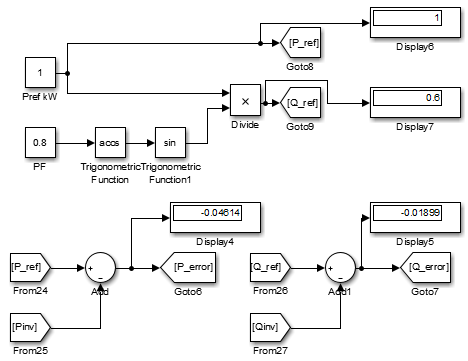 1
Display6
[P_ref]
Goto8
1
Pref kW
0.6
Display7
×
Divide
[Q_ref]
Goto9
0.8
PF
acos
Trigonometric
Function
sin
Trigonometric
Function1
-0.04614
Display4
-0.01899
Display5
[P_ref]
From24
+
−
Add
[P_error]
Goto6
[Q_ref]
From26
+
−
Add1
[Q_error]
Goto7
[Pinv]
From25
[Qinv]
From27